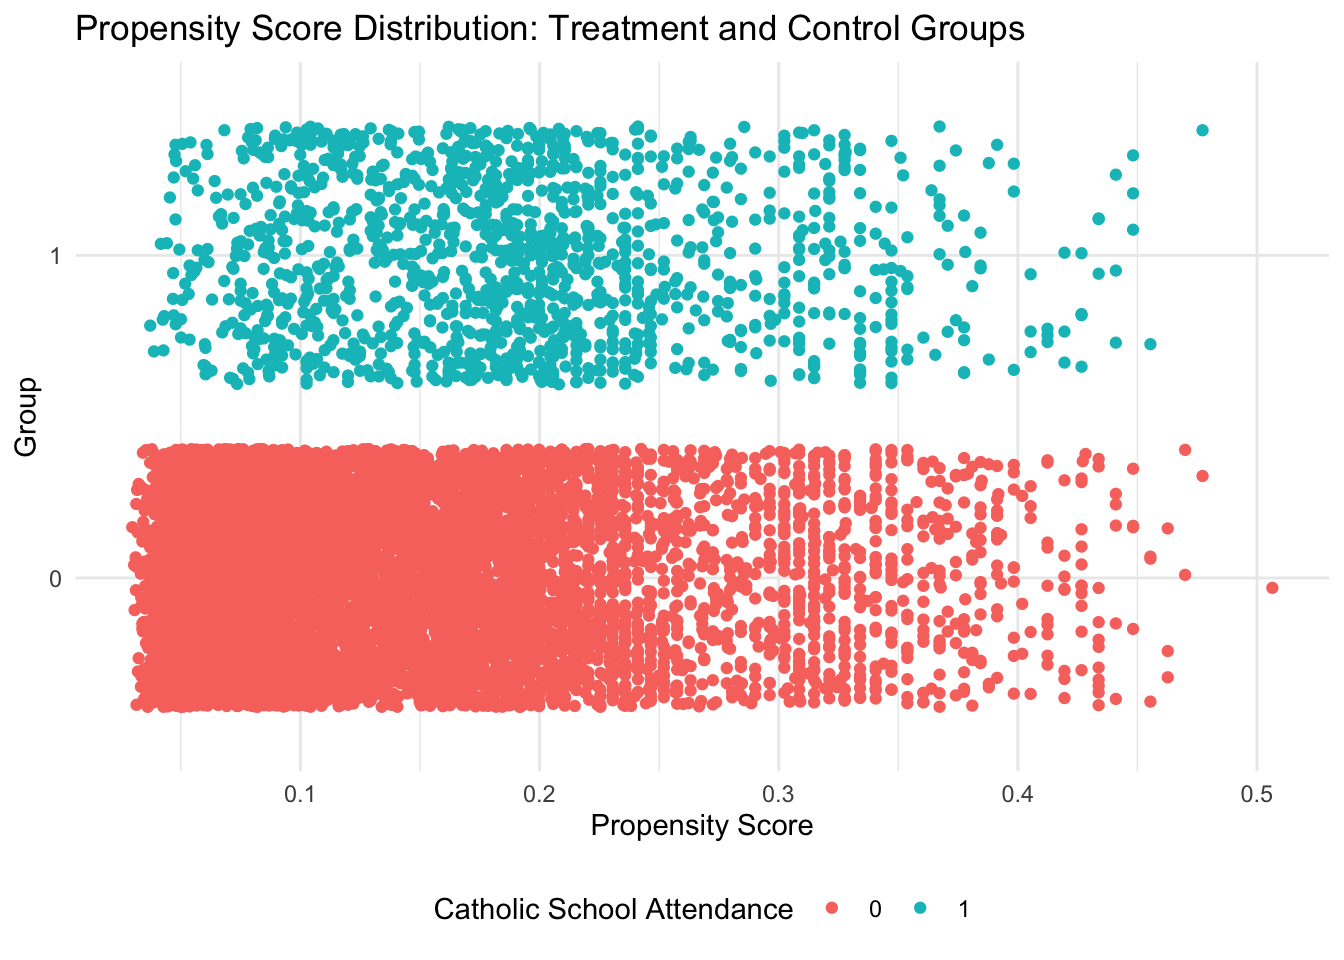 Propensity Score Distribution: Treatment and Control Groups
Group
1
0
0.1 0.2 0.3 0.4 0.5
Propensity Score
Catholic School Attendance 0 1